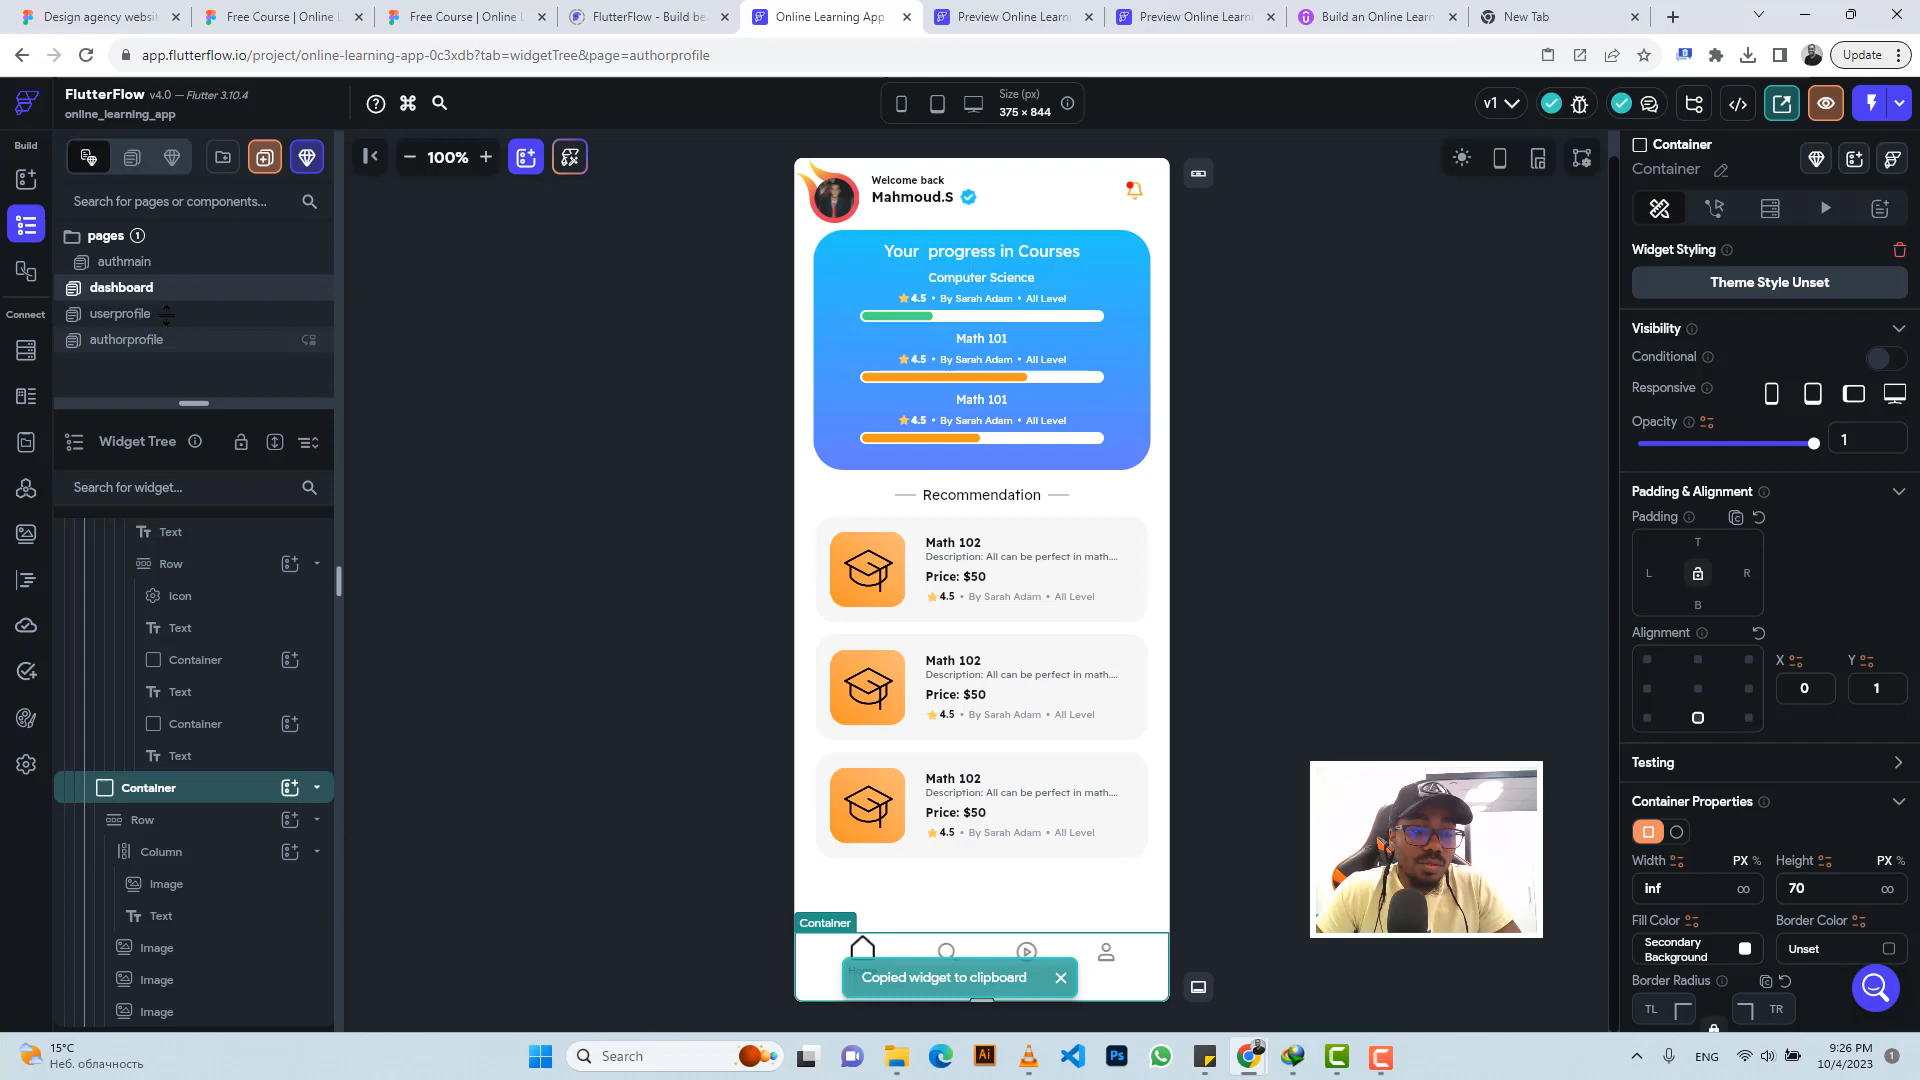 Design agency websit
Free Course | Online L
Free Course | Online L
FlutterFlow - Build be
Online Learning App
Preview Online Learni
Preview Online Learni
Build an Online Learn
New Tab
app.flutterflow.io/project/online-learning-app-0c3xdb?tab=widgetTree&page=authorprofile
Update
FlutterFlow v4.0 — Flutter 3.10.4
online_learning_app
Size (px)
375 × 844
v1
Build
Connect
100%
Search for pages or components...
pages 1
authmain
dashboard
userprofile
authorprofile
Widget Tree
Search for widget...
Text
Row
Icon
Text
Container
Text
Container
Text
Container
Row
Column
Image
Text
Image
Image
Image
Welcome back
Mahmoud.S
Your progress in Courses
Computer Science
4.5 • By Sarah Adam • All Level
Math 101
4.5 • By Sarah Adam • All Level
Math 101
4.5 • By Sarah Adam • All Level
Recommendation
Math 102
Description: All can be perfect in math....
Price: $50
4.5 • By Sarah Adam • All Level
Math 102
Description: All can be perfect in math....
Price: $50
4.5 • By Sarah Adam • All Level
Math 102
Description: All can be perfect in math....
Price: $50
4.5 • By Sarah Adam • All Level
Container
Copied widget to clipboard
Container
Container
Widget Styling
Theme Style Unset
Visibility
Conditional
Responsive
Opacity
1
Padding & Alignment
Padding
T
L R
B
Alignment
X Y
0 1
Testing
Container Properties
Width PX % Height PX %
inf 70
Fill Color Border Color
Secondary Background
Unset
Border Radius
TL TR
15°C
Неб. облачность
Search
Ai
Ps
ENG
9:26 PM
10/4/2023
1